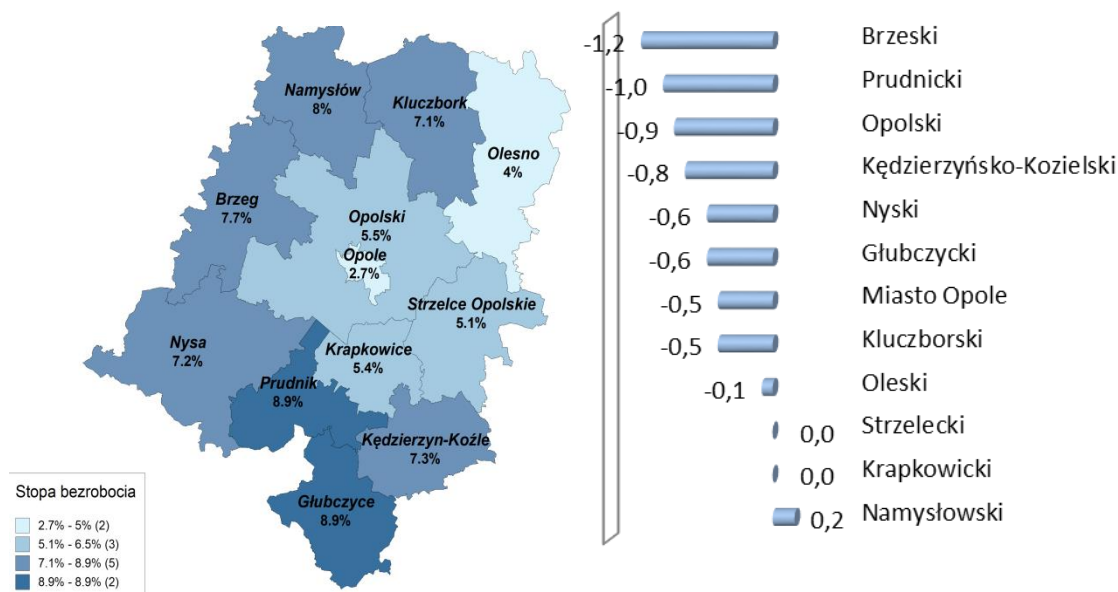 Namysłów
8%
Kluczbork
7.1%
Olesno
4%
Brzeg
7.7%
Opolski
5.5%
Opole
2.7%
Strzelce Opolskie
5.1%
Nysa
7.2%
Krapkowice
5.4%
Prudnik
8.9%
Kędzierzyn-Koźle
7.3%
Głubczyce
8.9%
Stopa bezrobocia
2.7% - 5% (2)
5.1% - 6.5% (3)
7.1% - 8.9% (5)
8.9% - 8.9% (2)
-1,2 Brzeski
-1,0 Prudnicki
-0,9 Opolski
-0,8 Kędzierzyńsko-Kozielski
-0,6 Nyski
-0,6 Głubczycki
-0,5 Miasto Opole
-0,5 Kluczborski
-0,1 Oleski
0,0 Strzelecki
0,0 Krapkowicki
0,2 Namysłowski